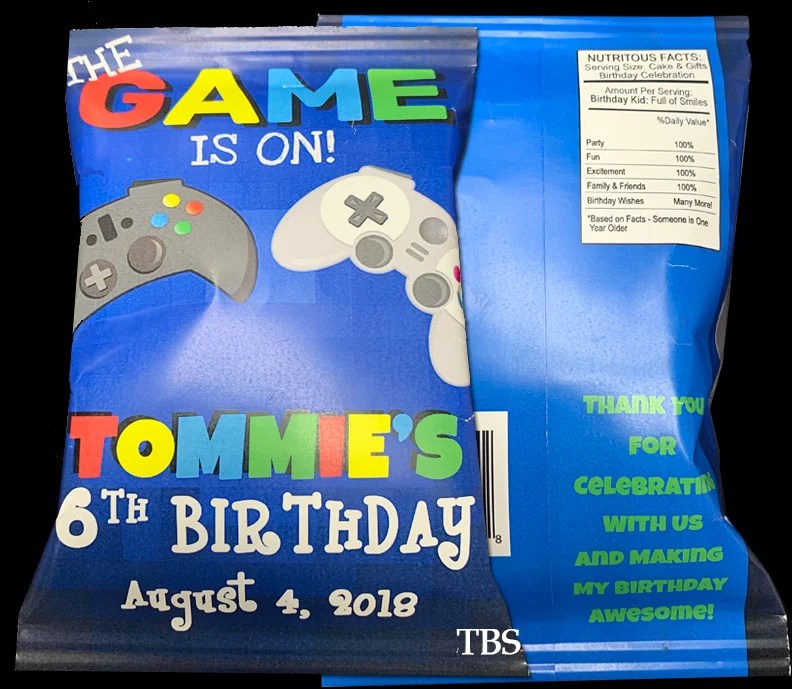 THE
GAME
IS ON!
TOMMIE'S
6TH BIRTHDAY
August 4, 2018
TBS
NUTRITOUS FACTS:
Serving Size: Cake & Gifts
Birthday Celebration
Amount Per Serving:
Birthday Kid: Full of Smiles
%Daily Value*
Party 100%
Fun 100%
Excitement 100%
Family & Friends 100%
Birthday Wishes Many More!
*Based on Facts - Someone is One
Year Older
8
THANK YOU
FOR
CELEBRATIN
WITH US
AND MAKING
MY BIRTHDAY
AWESOME!